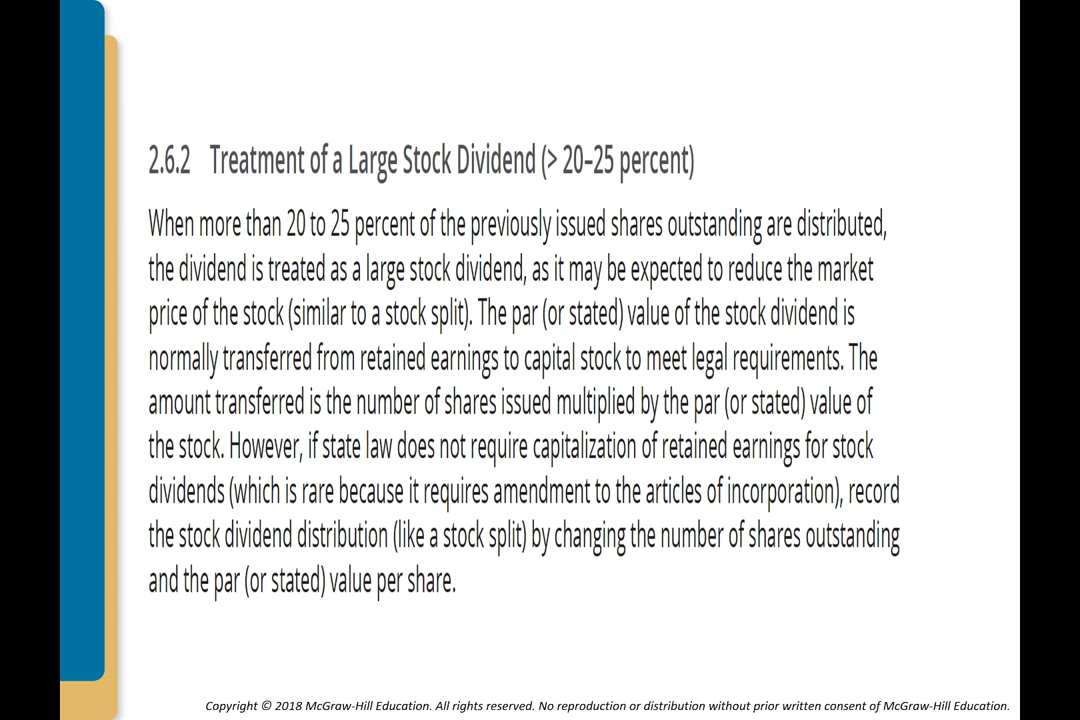 2.6.2 Treatment of a Large Stock Dividend (> 20–25 percent)
When more than 20 to 25 percent of the previously issued shares outstanding are distributed,
the dividend is treated as a large stock dividend, as it may be expected to reduce the market
price of the stock (similar to a stock split). The par (or stated) value of the stock dividend is
normally transferred from retained earnings to capital stock to meet legal requirements. The
amount transferred is the number of shares issued multiplied by the par (or stated) value of
the stock. However, if state law does not require capitalization of retained earnings for stock
dividends (which is rare because it requires amendment to the articles of incorporation), record
the stock dividend distribution (like a stock split) by changing the number of shares outstanding
and the par (or stated) value per share.
Copyright © 2018 McGraw-Hill Education. All rights reserved. No reproduction or distribution without prior written consent of McGraw-Hill Education.